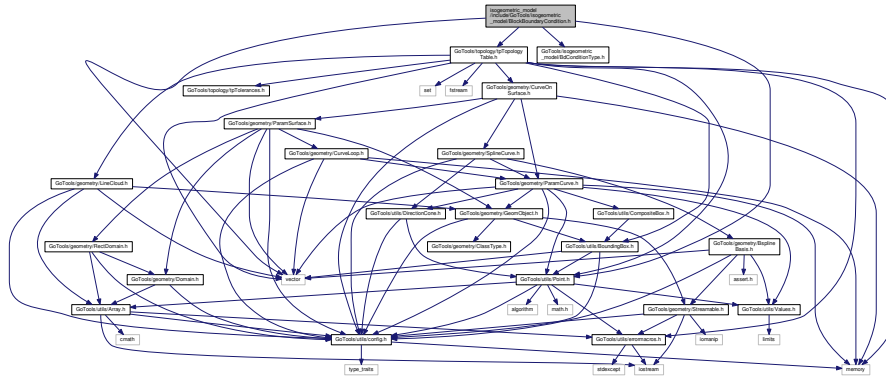 isogeometric_model
/include/GoTools/isogeometric
_model/BlockBoundaryCondition.h
GoTools/topology/tpTopology
Table.h
GoTools/isogeometric
_model/BdConditionType.h
GoTools/topology/tpTolerances.h
set
fstream
GoTools/geometry/CurveOn
Surface.h
GoTools/geometry/ParamSurface.h
GoTools/geometry/CurveLoop.h
GoTools/geometry/SplineCurve.h
GoTools/geometry/LineCloud.h
GoTools/geometry/ParamCurve.h
GoTools/utils/DirectionCone.h
GoTools/geometry/GeomObject.h
GoTools/utils/CompositeBox.h
GoTools/geometry/RectDomain.h
GoTools/geometry/ClassType.h
GoTools/utils/BoundingBox.h
GoTools/geometry/Bspline
Basis.h
GoTools/geometry/Domain.h
vector
GoTools/utils/Point.h
assert.h
GoTools/utils/Array.h
algorithm
math.h
GoTools/geometry/Streamable.h
GoTools/utils/Values.h
cmath
GoTools/utils/config.h
GoTools/utils/errormacros.h
iomanip
limits
type_traits
stdexcept
iostream
memory